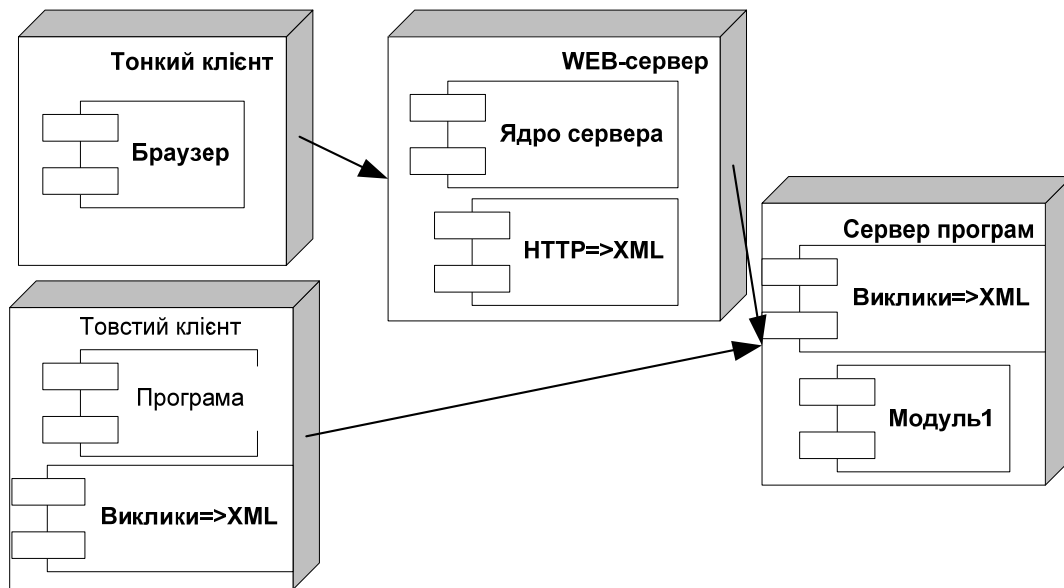 Тонкий клієнт
Браузер
WEB-сервер
Ядро сервера
HTTP=>XML
Сервер програм
Виклики=>XML
Модуль1
Товстий клієнт
Програма
Виклики=>XML